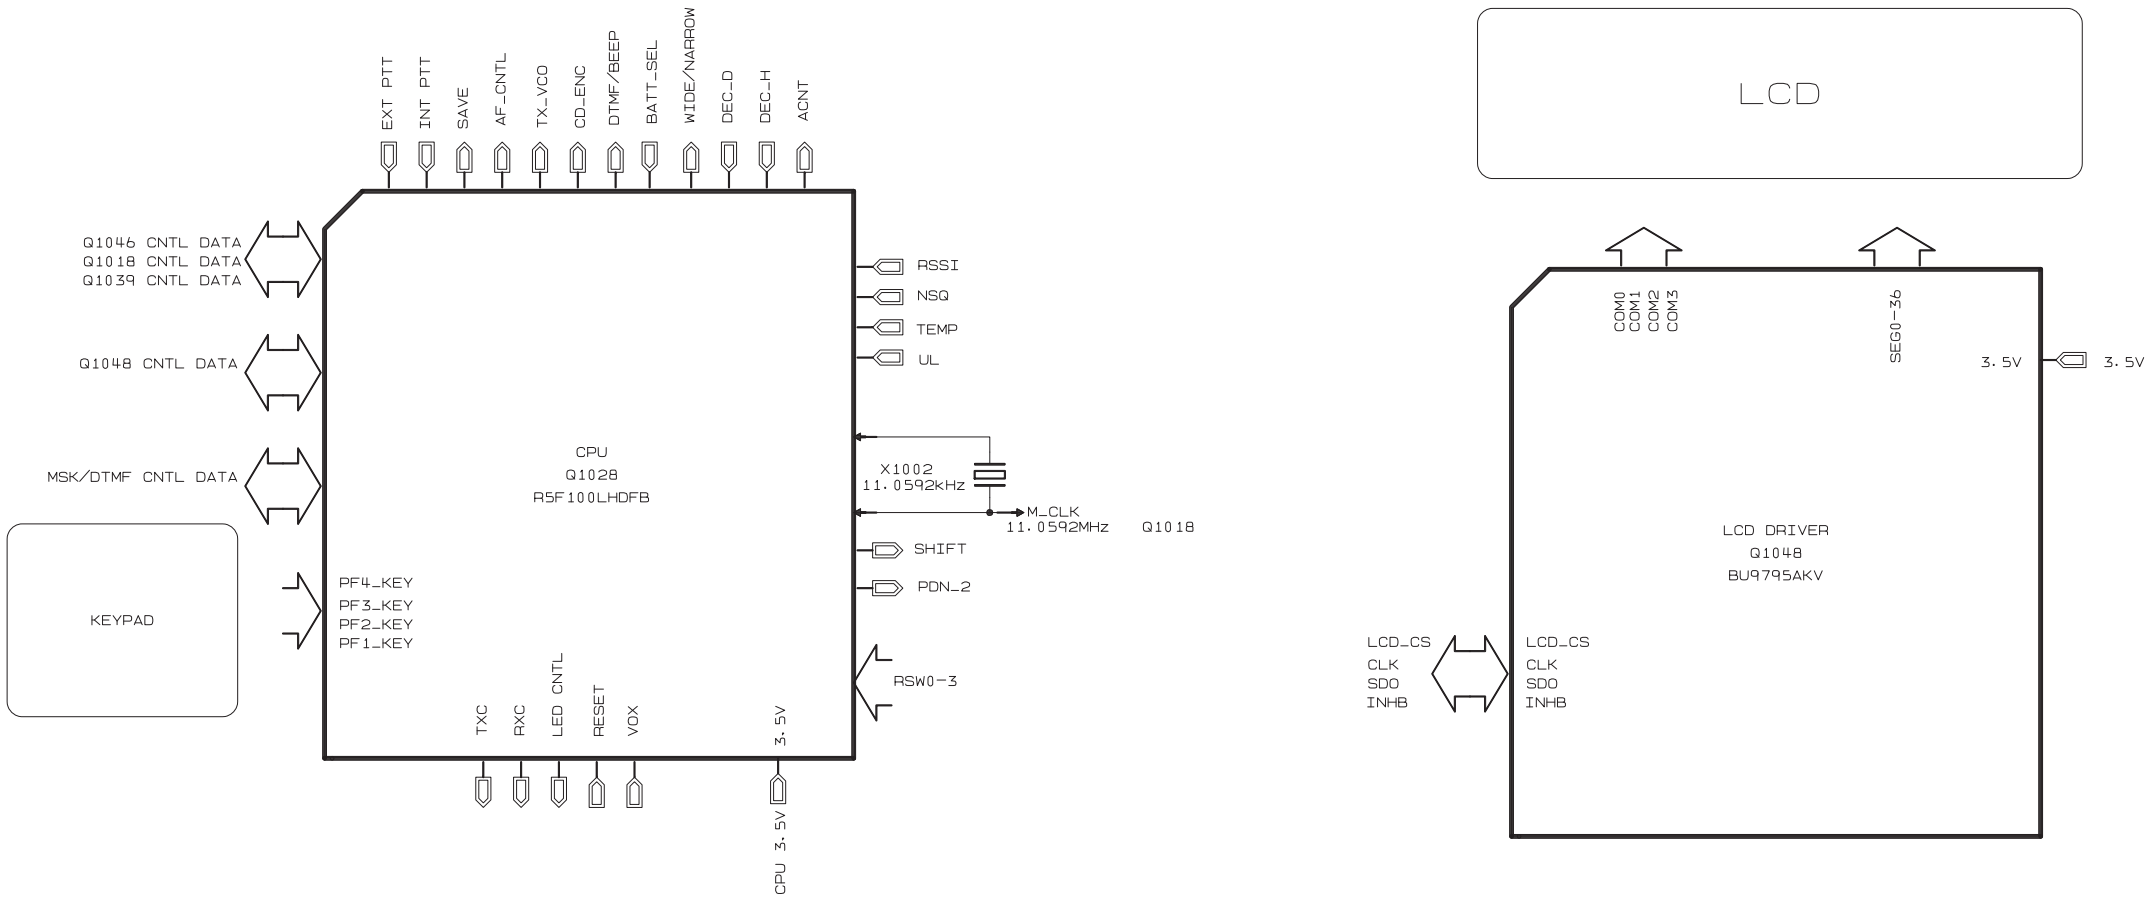 EXT PTT
INT PTT
SAVE
AF_CNTL
TX_VCO
CD_ENC
DTMF/BEEP
BATT_SEL
WIDE/NARROW
DEC_D
DEC_H
ACNT
Q1046 CNTL DATA
Q1018 CNTL DATA
Q1039 CNTL DATA
Q1048 CNTL DATA
MSK/DTMF CNTL DATA
KEYPAD
PF4_KEY
PF3_KEY
PF2_KEY
PF1_KEY
CPU
Q1028
R5F100LHDFB
RSSI
NSQ
TEMP
UL
X1002
11.0592kHz
M_CLK
11.0592MHz Q1018
SHIFT
PDN_2
RSW0-3
TXC
RXC
LED CNTL
RESET
VOX
3.5V
CPU 3.5V
LCD
COM0
COM1
COM2
COM3
SEG0-36
3.5V 3.5V
LCD DRIVER
Q1048
BU9795AKV
LCD_CS
CLK
SDO
INHB
LCD_CS
CLK
SDO
INHB